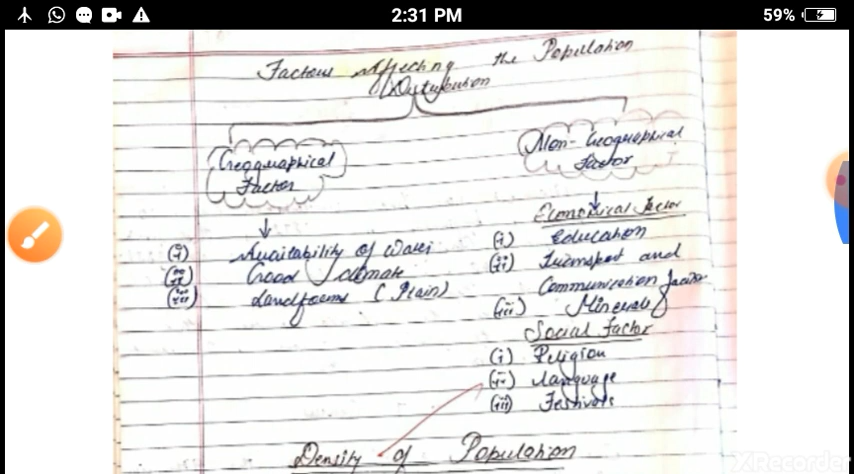 2:31 PM
59%
Factors Affecting the Population
Distribution
Geographical
Factor
Non-Geographical
Factor
Economical factor
(i) Availability of Water
(ii) Good climate
(iii) Landforms (Plain)
(i) Education
(ii) Transport and
Communication facilit
(iii) Minerals
Social factor
(i) Religion
(ii) Language
(iii) Festivals
Density of Population
XRecorder